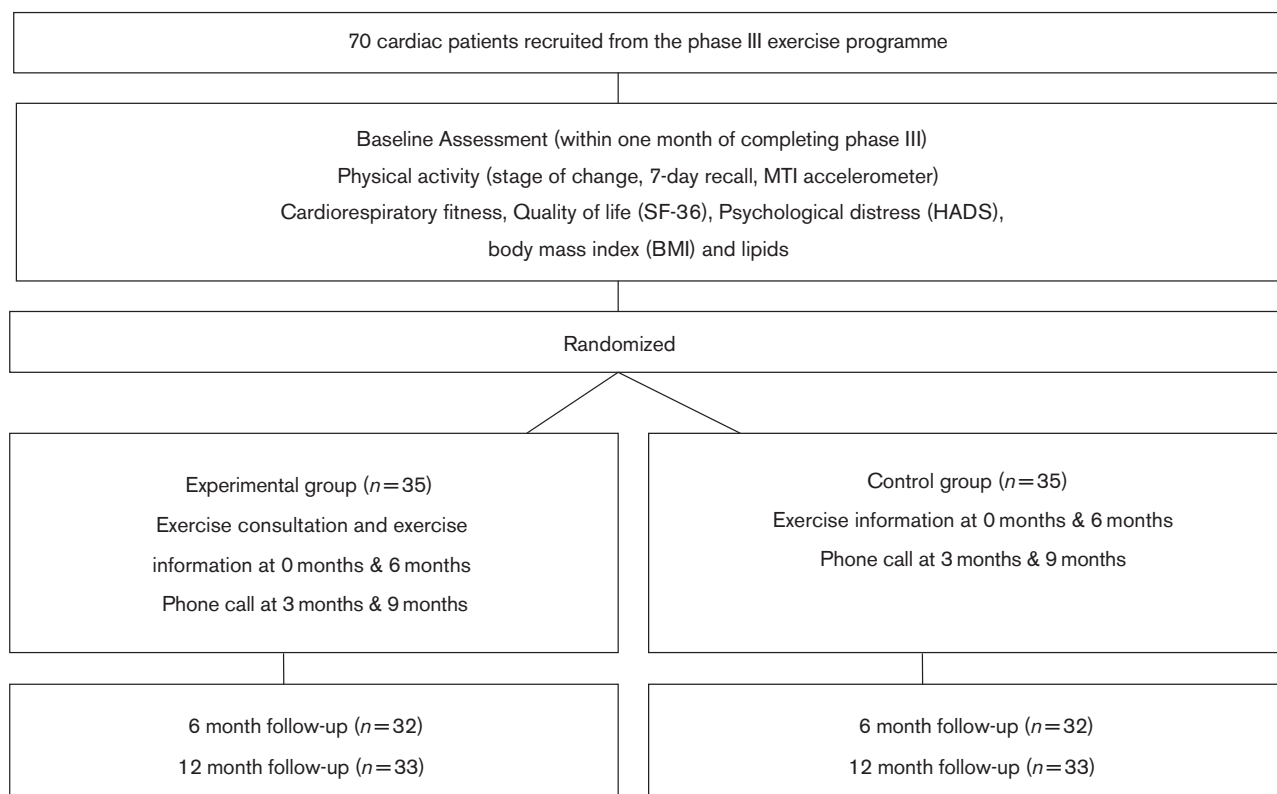 70 cardiac patients recruited from the phase III exercise programme
Baseline Assessment (within one month of completing phase III)
Physical activity (stage of change, 7-day recall, MTI accelerometer)
Cardiorespiratory fitness, Quality of life (SF-36), Psychological distress (HADS),
body mass index (BMI) and lipids
Randomized
Experimental group (n=35)
Exercise consultation and exercise
information at 0 months & 6 months
Phone call at 3 months & 9 months
Control group (n=35)
Exercise information at 0 months & 6 months
Phone call at 3 months & 9 months
6 month follow-up (n=32)
12 month follow-up (n=33)
6 month follow-up (n=32)
12 month follow-up (n=33)